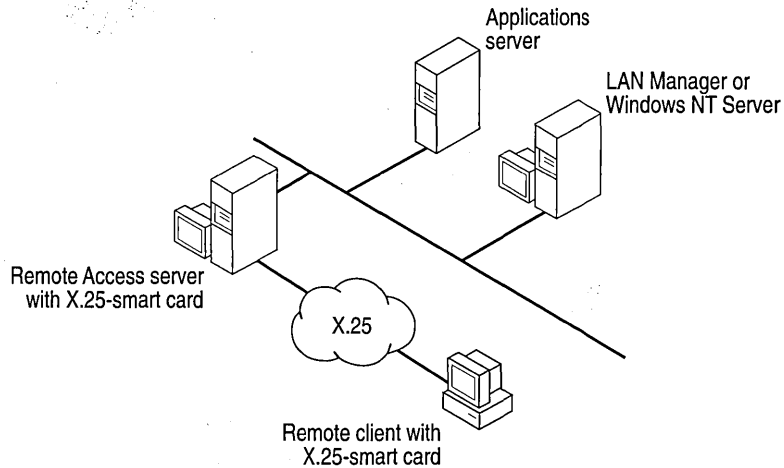 Applications
server
LAN Manager or
Windows NT Server
Remote Access server
with X.25-smart card
X.25
Remote client with
X.25-smart card